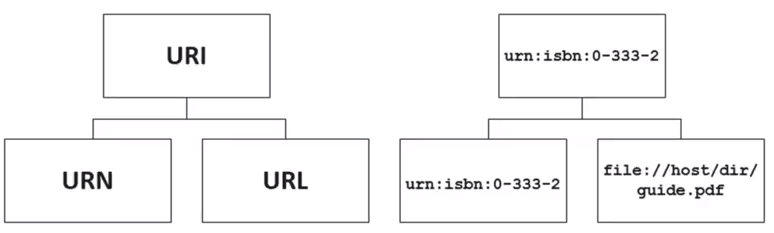 URI
urn:isbn:0-333-2
URN
URL
urn:isbn:0-333-2
file://host/dir/
guide.pdf